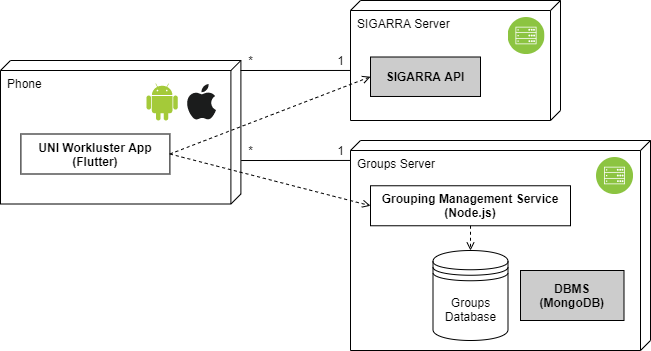 SIGARRA Server
SIGARRA API
*
1
Phone
UNI Workluster App
(Flutter)
*
1
Groups Server
Grouping Management Service
(Node.js)
Groups
Database
DBMS
(MongoDB)